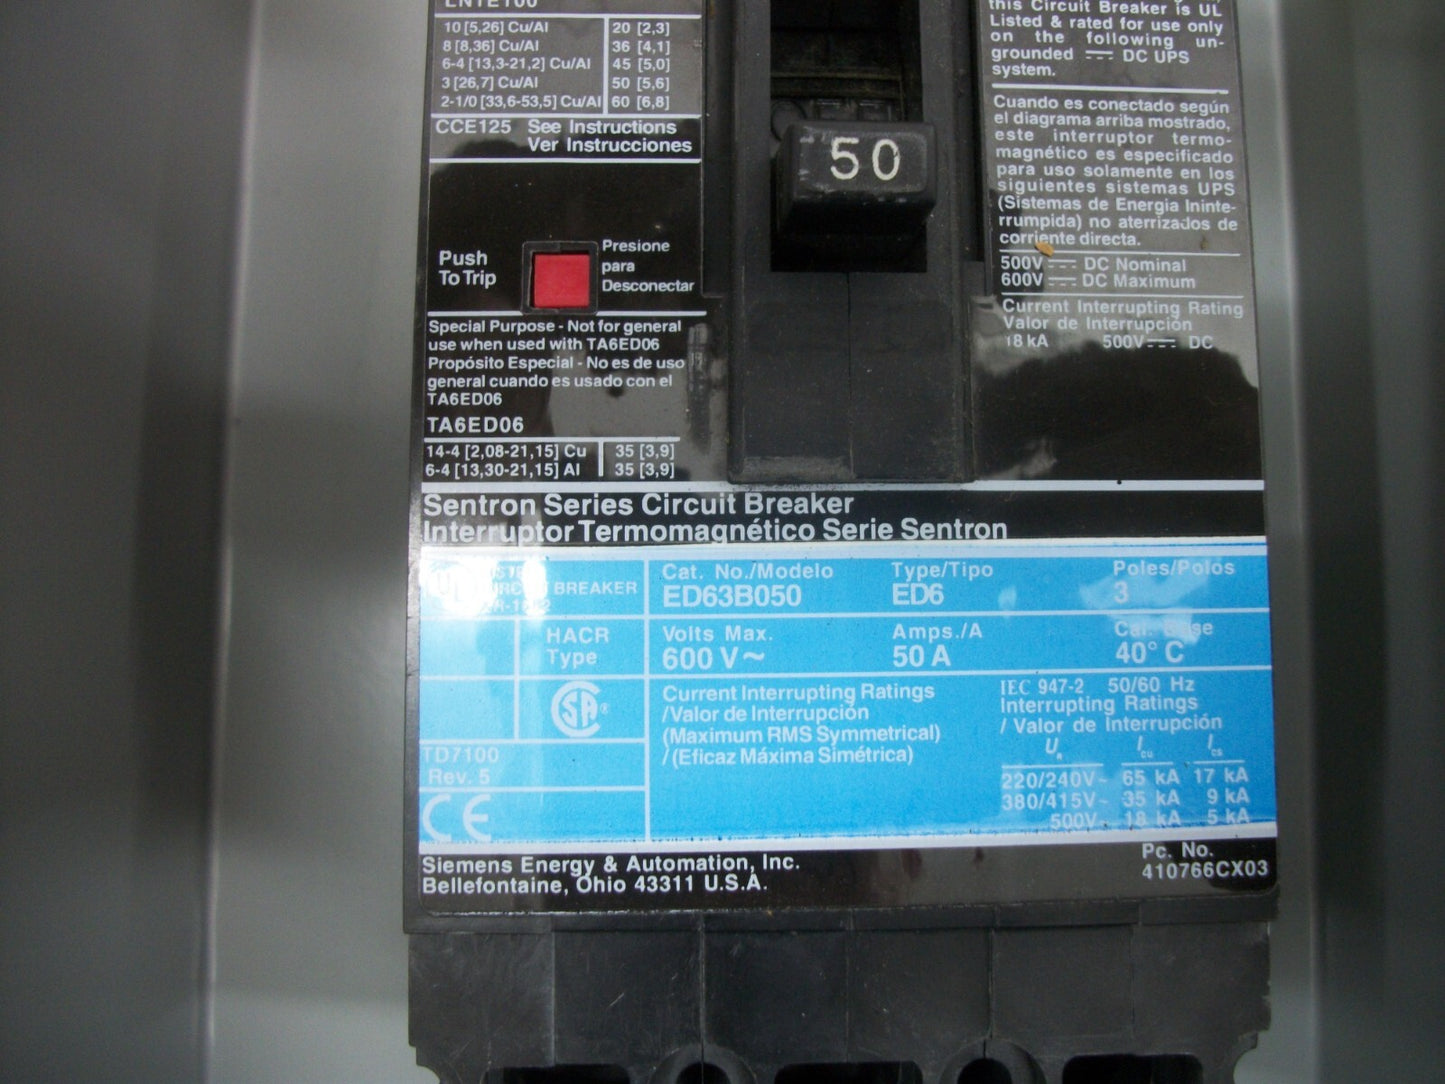 LN1E100
10 [5,26] Cu/Al 20 [2,3]
8 [8,36] Cu/Al 36 [4,1]
6-4 [13,3-21,2] Cu/Al 45 [5,0]
3 [26,7] Cu/Al 50 [5,6]
2-1/0 [33,6-53,5] Cu/Al 60 [6,8]
CCE125 See Instructions
Ver Instrucciones
Push
To Trip
Presione
para
Desconectar
Special Purpose - Not for general
use when used with TA6ED06
Propósito Especial - No es de uso
general cuando es usado con el
TA6ED06
TA6ED06
14-4 [2,08-21,15] Cu 35 [3,9]
6-4 [13,30-21,15] Al 35 [3,9]
50
this Circuit Breaker is UL
Listed & rated for use only
on the following un-
grounded ⎓ DC UPS
system.
Cuando es conectado según
el diagrama arriba mostrado,
este interruptor termo-
magnético es especificado
para uso solamente en los
siguientes sistemas UPS
(Sistemas de Energia Ininte-
rrumpida) no aterrizados de
corriente directa.
500V ⎓ DC Nominal
600V ⎓ DC Maximum
Current Interrupting Rating
Valor de Interrupción
18 kA 500V ⎓ DC
Sentron Series Circuit Breaker
Interruptor Termomagnético Serie Sentron
BREAKER
HACR
Type
CSA®
TD7100
Rev. 5
CE
Cat. No./Modelo Type/Tipo Poles/Polos
ED63B050 ED6 3
Volts Max. Amps./A Cal. Base
600 V~ 50 A 40° C
Current Interrupting Ratings
/Valor de Interrupción
(Maximum RMS Symmetrical)
/(Eficaz Máxima Simétrica)
IEC 947-2 50/60 Hz
Interrupting Ratings
/ Valor de Interrupción
Icu Ics
220/240V~ 65 kA 17 kA
380/415V~ 35 kA 9 kA
500V~ 18 kA 5 kA
Siemens Energy & Automation, Inc.
Bellefontaine, Ohio 43311 U.S.A.
Pc. No.
410766CX03